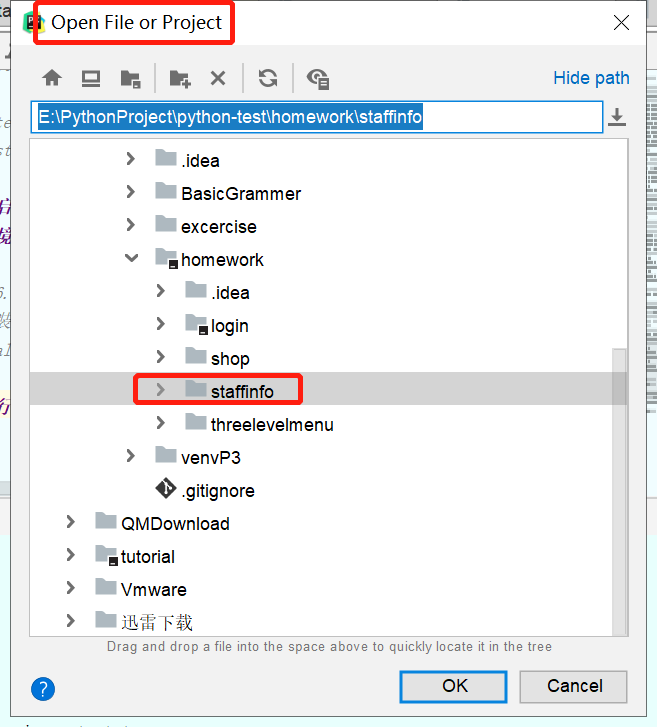 Open File or Project
Hide path
E:\PythonProject\python-test\homework\staffinfo
.idea
BasicGrammer
excercise
homework
.idea
login
shop
staffinfo
threelevelmenu
venvP3
.gitignore
QMDownload
tutorial
Vmware
迅雷下载
Drag and drop a file into the space above to quickly locate it in the tree
?
OK
Cancel